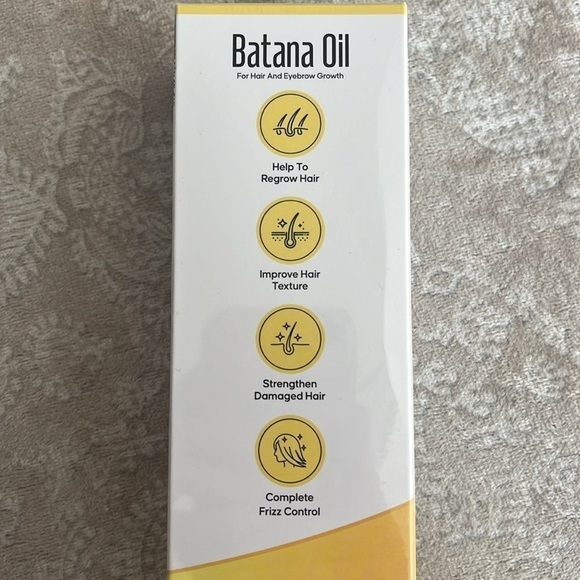 Batana Oil
For Hair And Eyebrow Growth
Help To
Regrow Hair
Improve Hair
Texture
Strengthen
Damaged Hair
Complete
Frizz Control